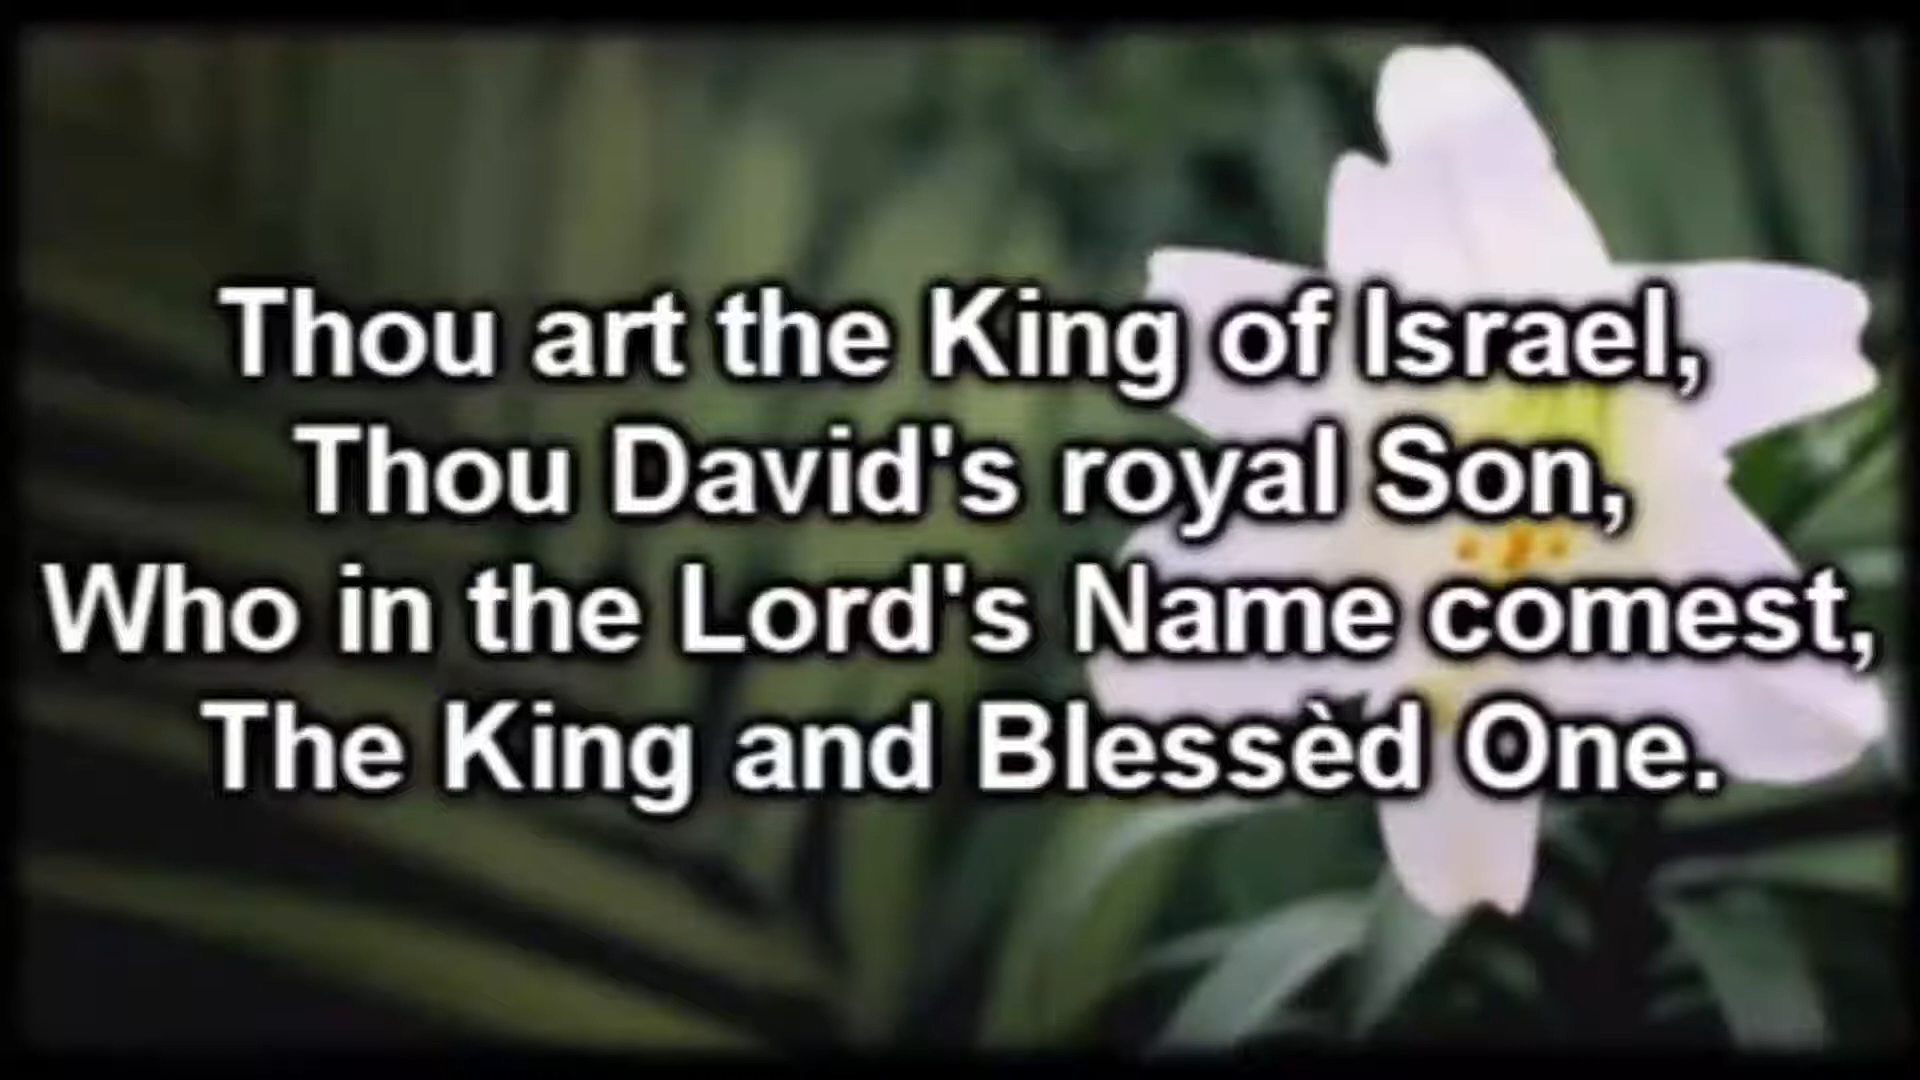 Thou art the King of Israel,
Thou David's royal Son,
Who in the Lord's Name comest,
The King and Blessèd One.